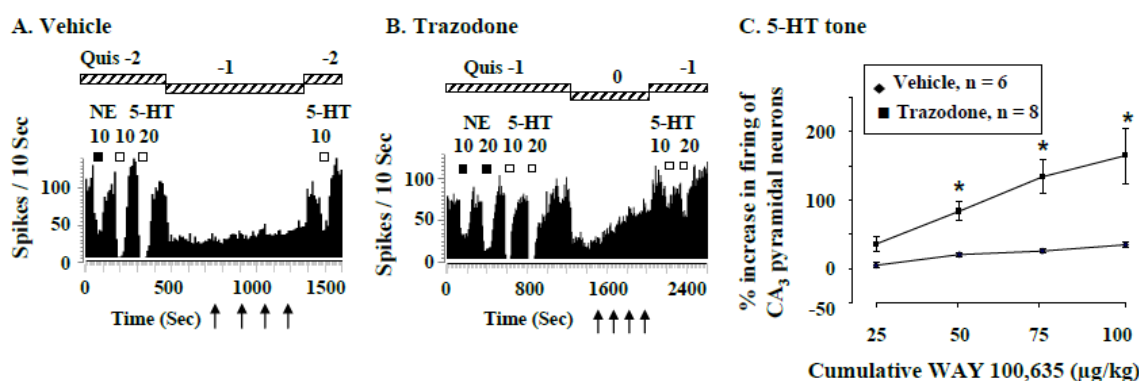 A. Vehicle
Quis -2 -1 -2
NE 5-HT 5-HT
10 10 20 10
Spikes / 10 Sec
100
50
0
0 500 1000 1500
Time (Sec)
B. Trazodone
Quis -1 0 -1
NE 5-HT 5-HT
10 20 10 20 10 20
Spikes / 10 Sec
100
50
0
0 800 1600 2400
Time (Sec)
C. 5-HT tone
Vehicle, n = 6
Trazodone, n = 8
% increase in firing of
CA3 pyramidal neurons
200
100
0
-50
* * *
25 50 75 100
Cumulative WAY 100,635 (µg/kg)